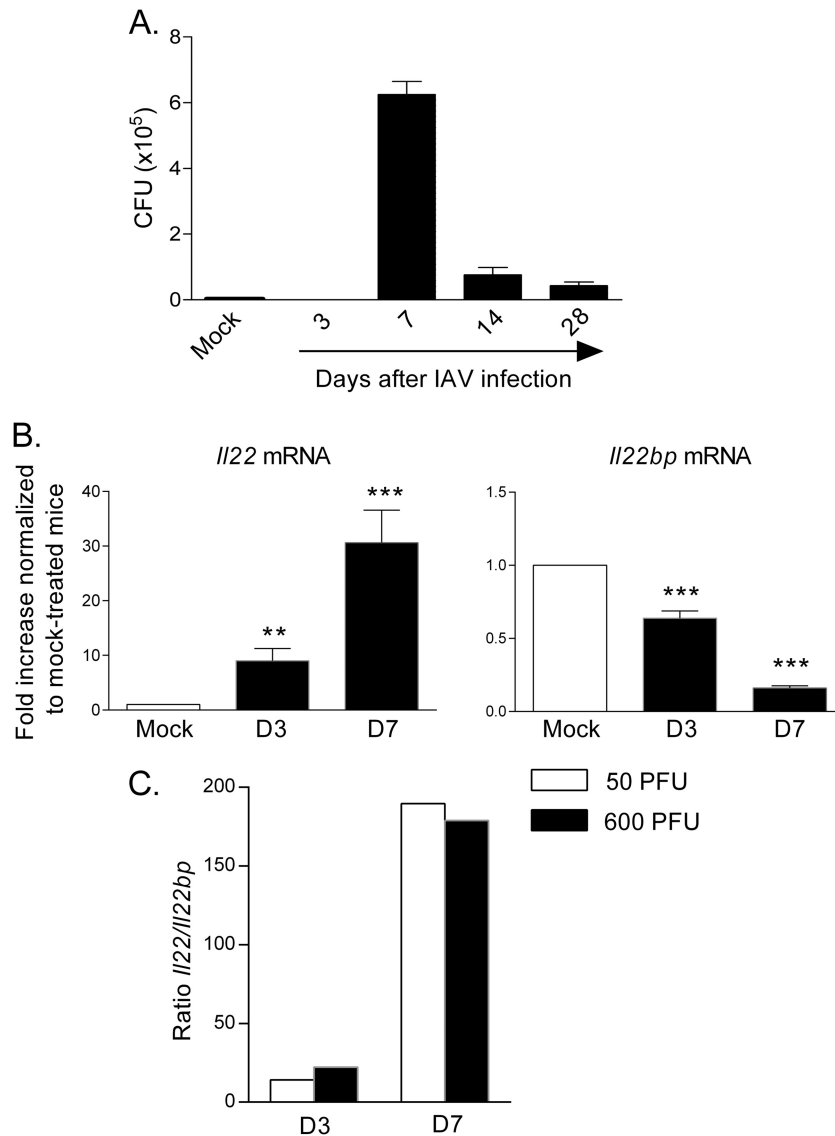 A.
CFU (x10⁵)
8
6
4
2
0
Mock
3
7
14
28
Days after IAV infection
B.
Il22 mRNA
Fold increase normalized
to mock-treated mice
40
30
20
10
0
**
***
Mock
D3
D7
Il22bp mRNA
1.5
1.0
0.5
0.0
***
***
Mock
D3
D7
C.
Ratio Il22/Il22bp
200
150
100
50
0
D3
D7
50 PFU
600 PFU